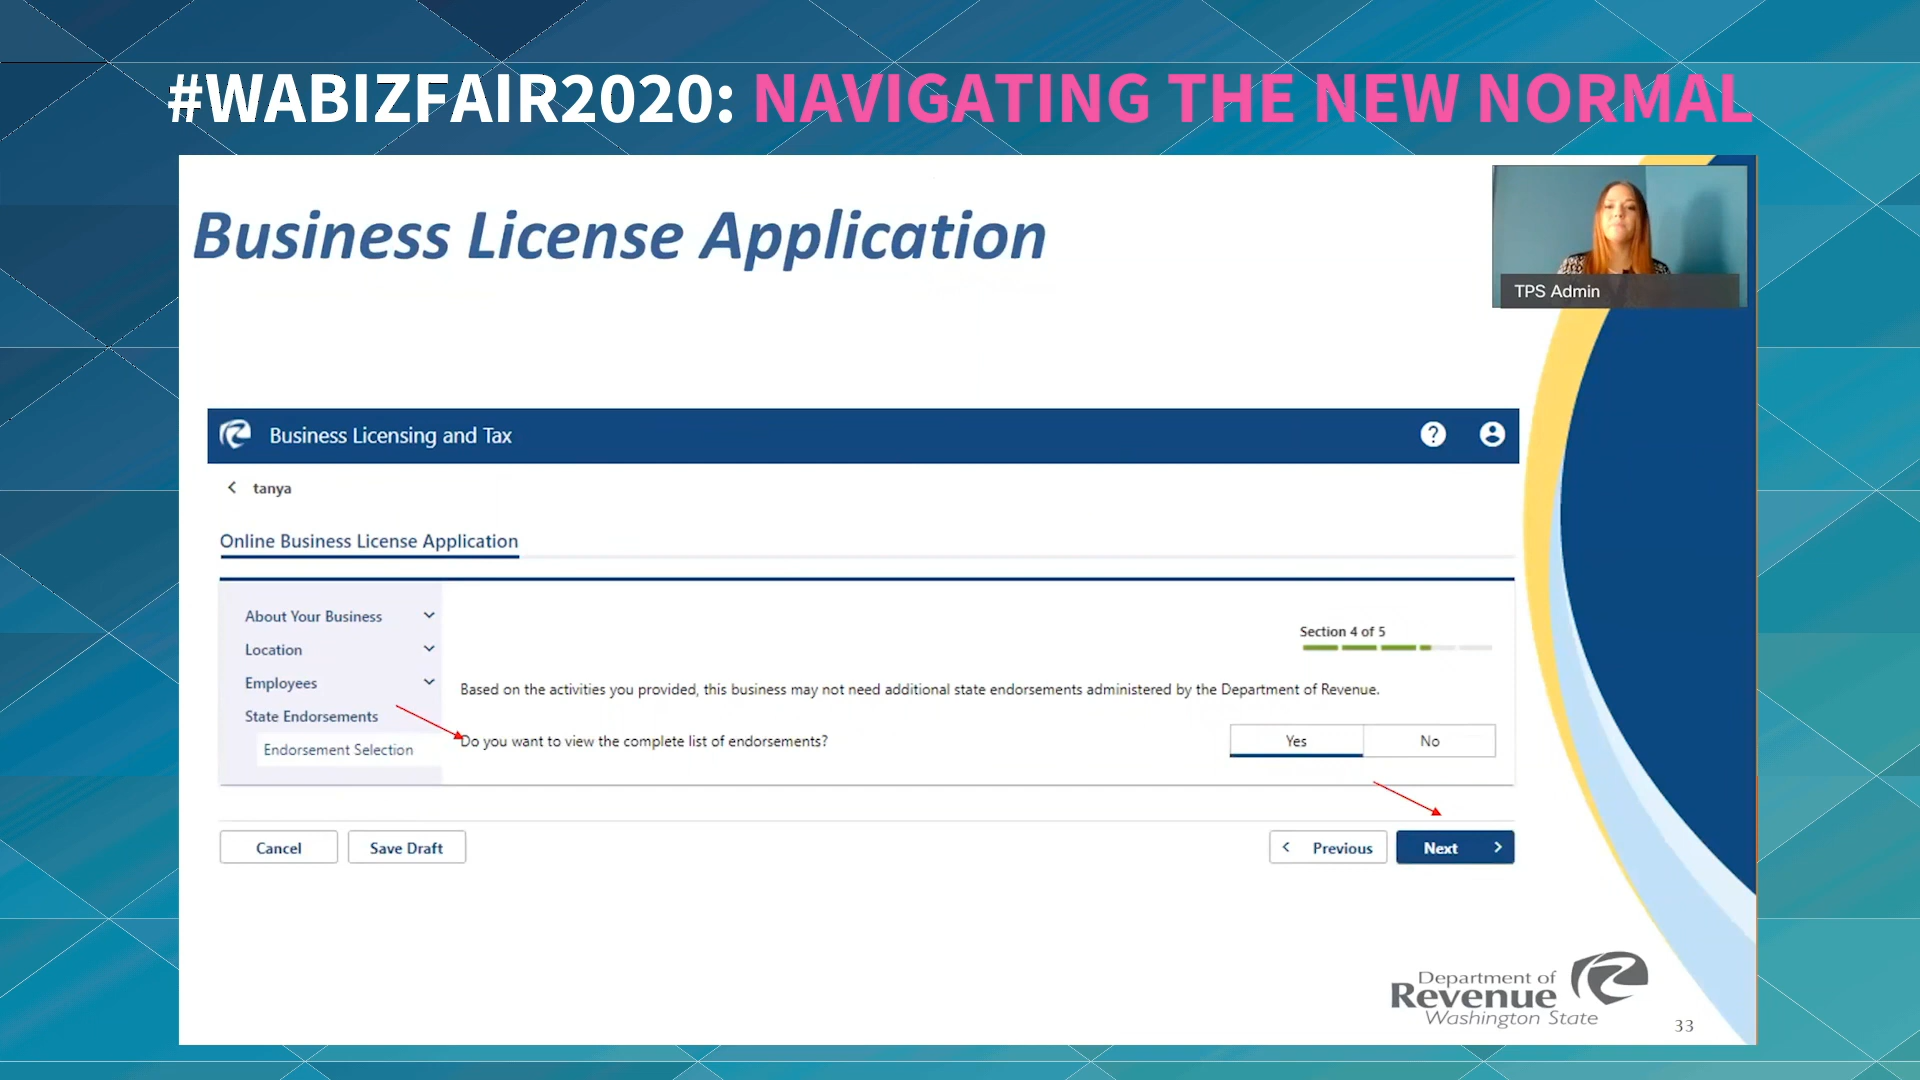 #WABIZFAIR2020: NAVIGATING THE NEW NORMAL
Business License Application
TPS Admin
Business Licensing and Tax
tanya
Online Business License Application
About Your Business
Location
Employees
State Endorsements
Endorsement Selection
Section 4 of 5
Based on the activities you provided, this business may not need additional state endorsements administered by the Department of Revenue.
Do you want to view the complete list of endorsements?
Yes
No
Cancel
Save Draft
Previous
Next
Department of
Revenue
Washington State
33